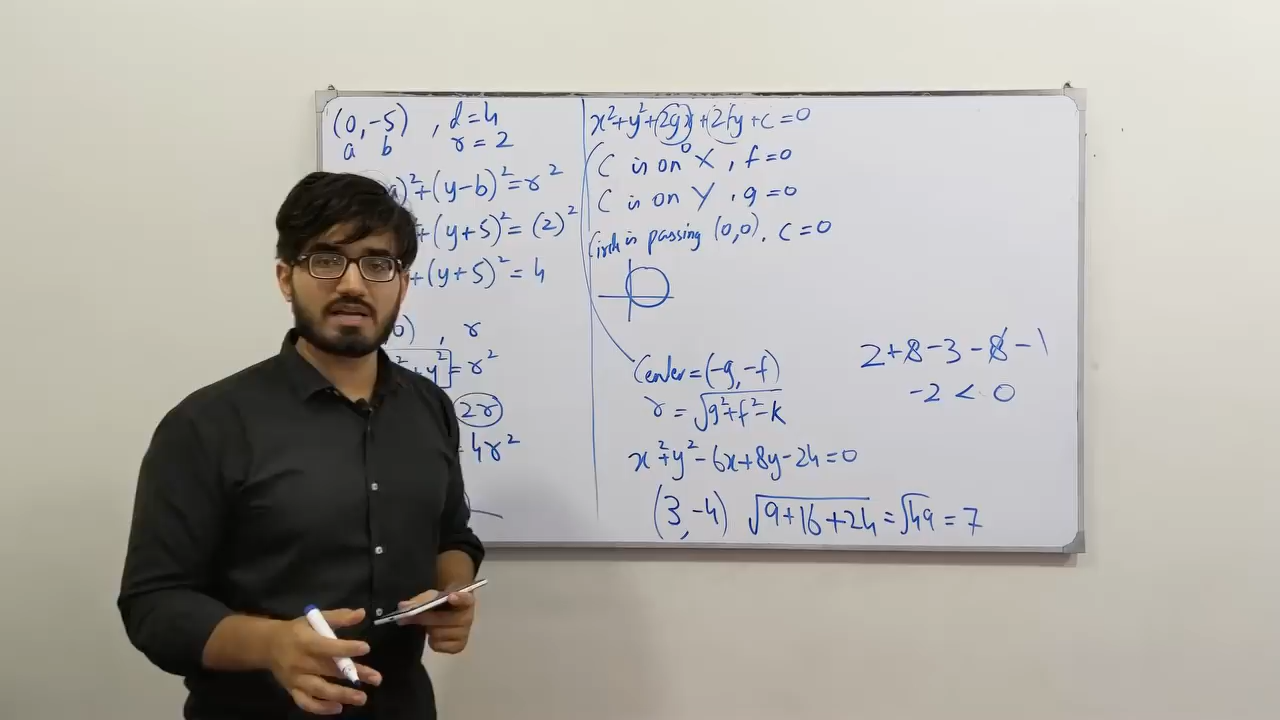 (0,-5) , d=4
a b r=2
a)²+(y-b)²=r²
+(y+5)²=(2)²
+(y+5)²=4
0) , r
²+y²=r²
2r
=4r²
x²+y²+2gx+2fy+c=0
C is on X , f=0
C is on Y , g=0
Circle is passing (0,0), C=0
Center=(-g,-f)
r=√g²+f²-k
x²+y²-6x+8y-24=0
(3,-4) √9+16+24=√49=7
2+8-3-8-1
-2<0